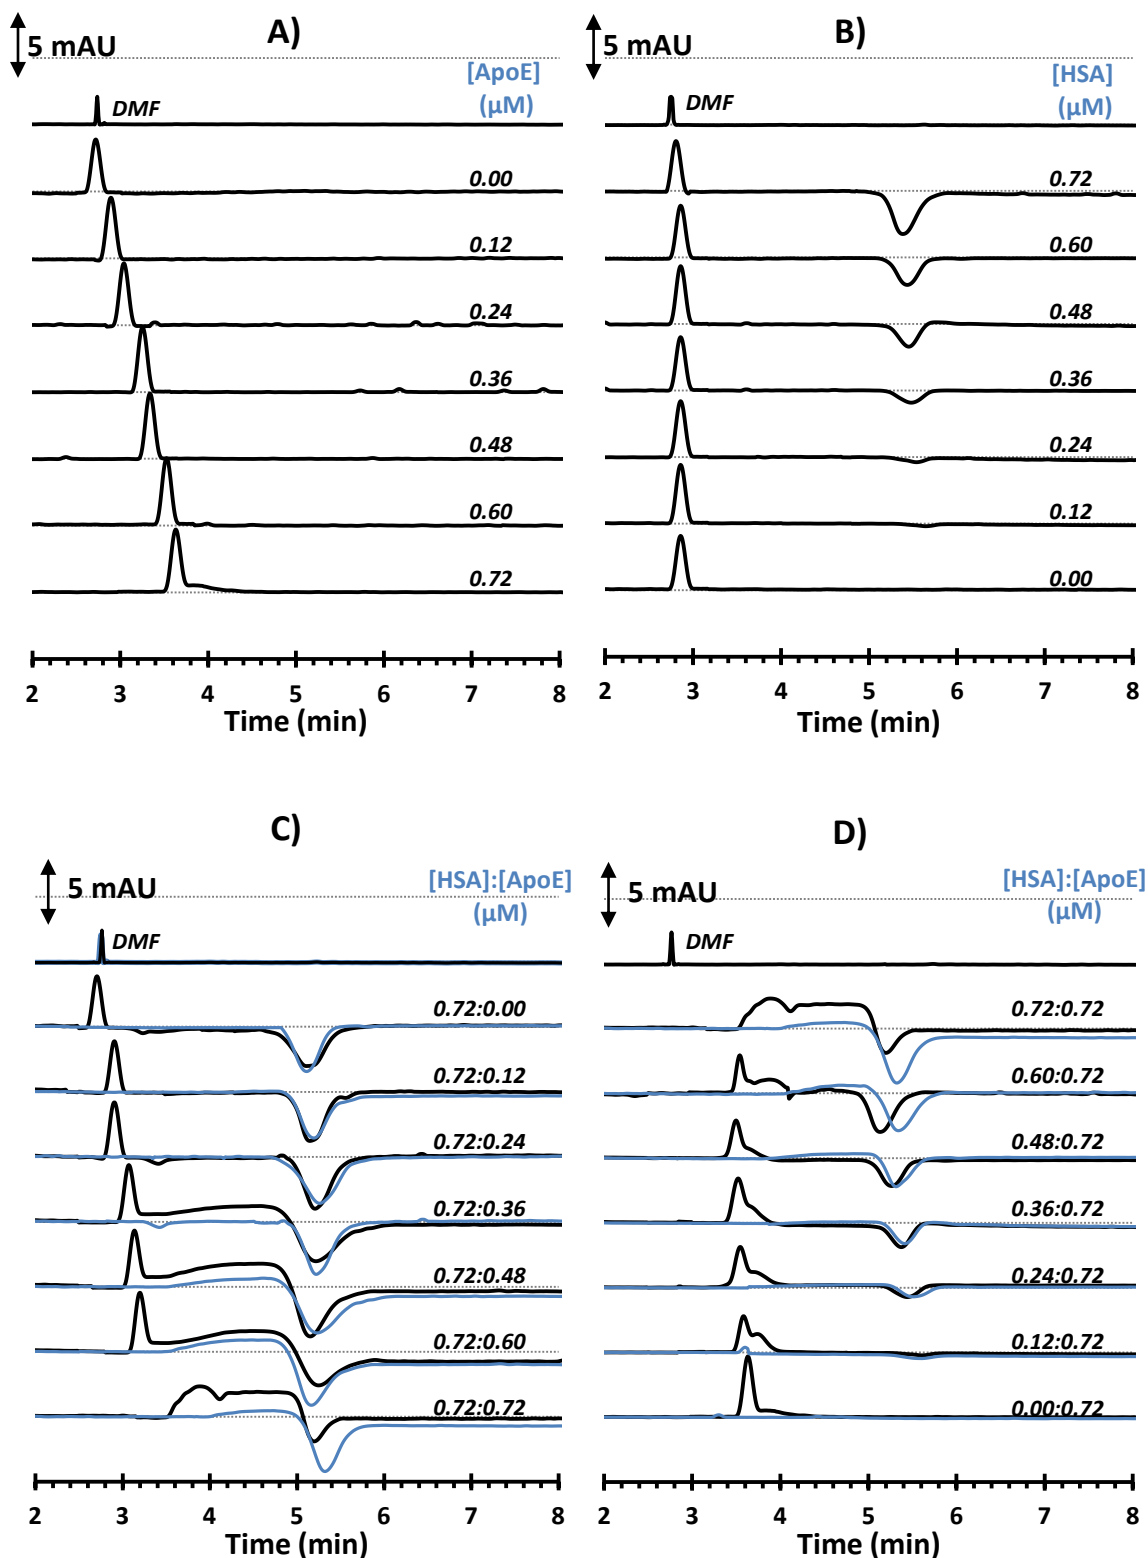 A)
5 mAU
[ApoE]
(μM)
DMF
0.00
0.12
0.24
0.36
0.48
0.60
0.72
2 3 4 5 6 7 8
Time (min)
B)
5 mAU
[HSA]
(μM)
DMF
0.72
0.60
0.48
0.36
0.24
0.12
0.00
2 3 4 5 6 7 8
Time (min)
C)
5 mAU
[HSA]:[ApoE]
(μM)
DMF
0.72:0.00
0.72:0.12
0.72:0.24
0.72:0.36
0.72:0.48
0.72:0.60
0.72:0.72
2 3 4 5 6 7 8
Time (min)
D)
5 mAU
[HSA]:[ApoE]
(μM)
DMF
0.72:0.72
0.60:0.72
0.48:0.72
0.36:0.72
0.24:0.72
0.12:0.72
0.00:0.72
2 3 4 5 6 7 8
Time (min)